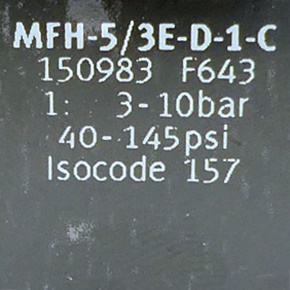 MFH-5/3E-D-1-C
150983 F643
1: 3-10bar
40-145psi
Isocode 157